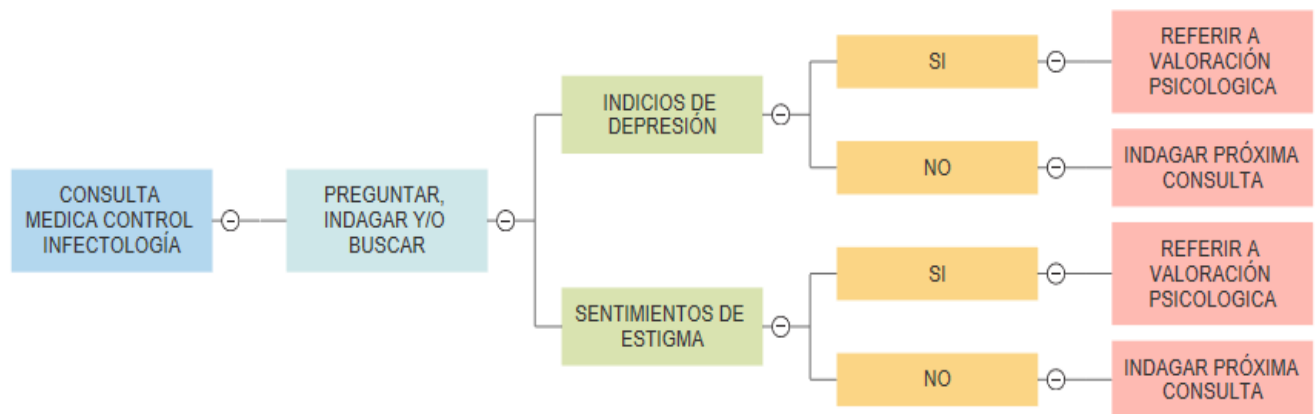 CONSULTA
MEDICA CONTROL
INFECTOLOGÍA
PREGUNTAR,
INDAGAR Y/O
BUSCAR
INDICIOS DE
DEPRESIÓN
SI
REFERIR A
VALORACIÓN
PSICOLOGICA
NO
INDAGAR PRÓXIMA
CONSULTA
SENTIMIENTOS DE
ESTIGMA
SI
REFERIR A
VALORACIÓN
PSICOLOGICA
NO
INDAGAR PRÓXIMA
CONSULTA